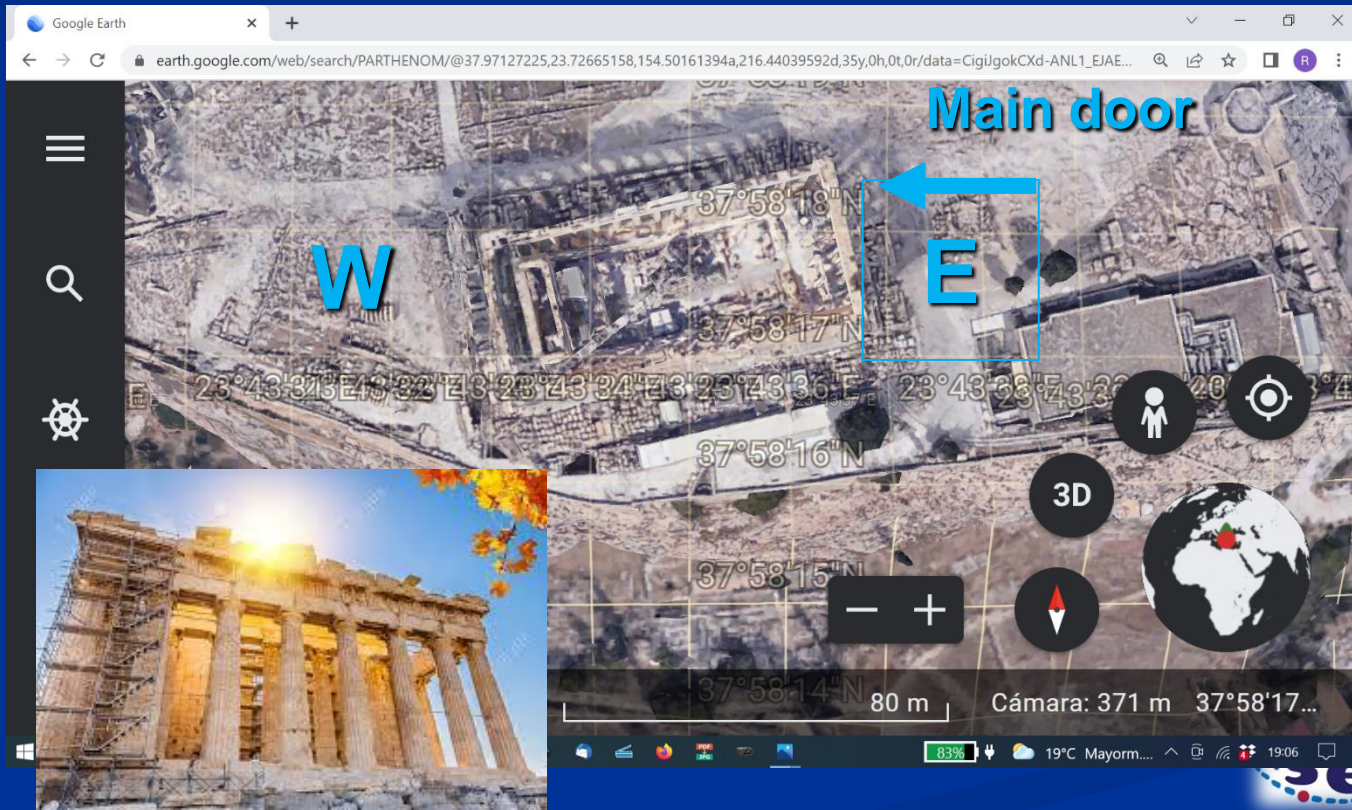 Google Earth
earth.google.com/web/search/PARTHENOM/@37.97127225,23.72665158,154.50161394a,216.44039592d,35y,0h,0t,0r/data=CigiJgokCXd-ANL1_EJAE...
R
Main door
37°58'18"N
W
E
37°58'17"N
37°58'16"N
3D
37°58'15"N
37°58'14"N
80 m
Cámara: 371 m 37°58'17...
83%
19°C Mayorm....
19:06